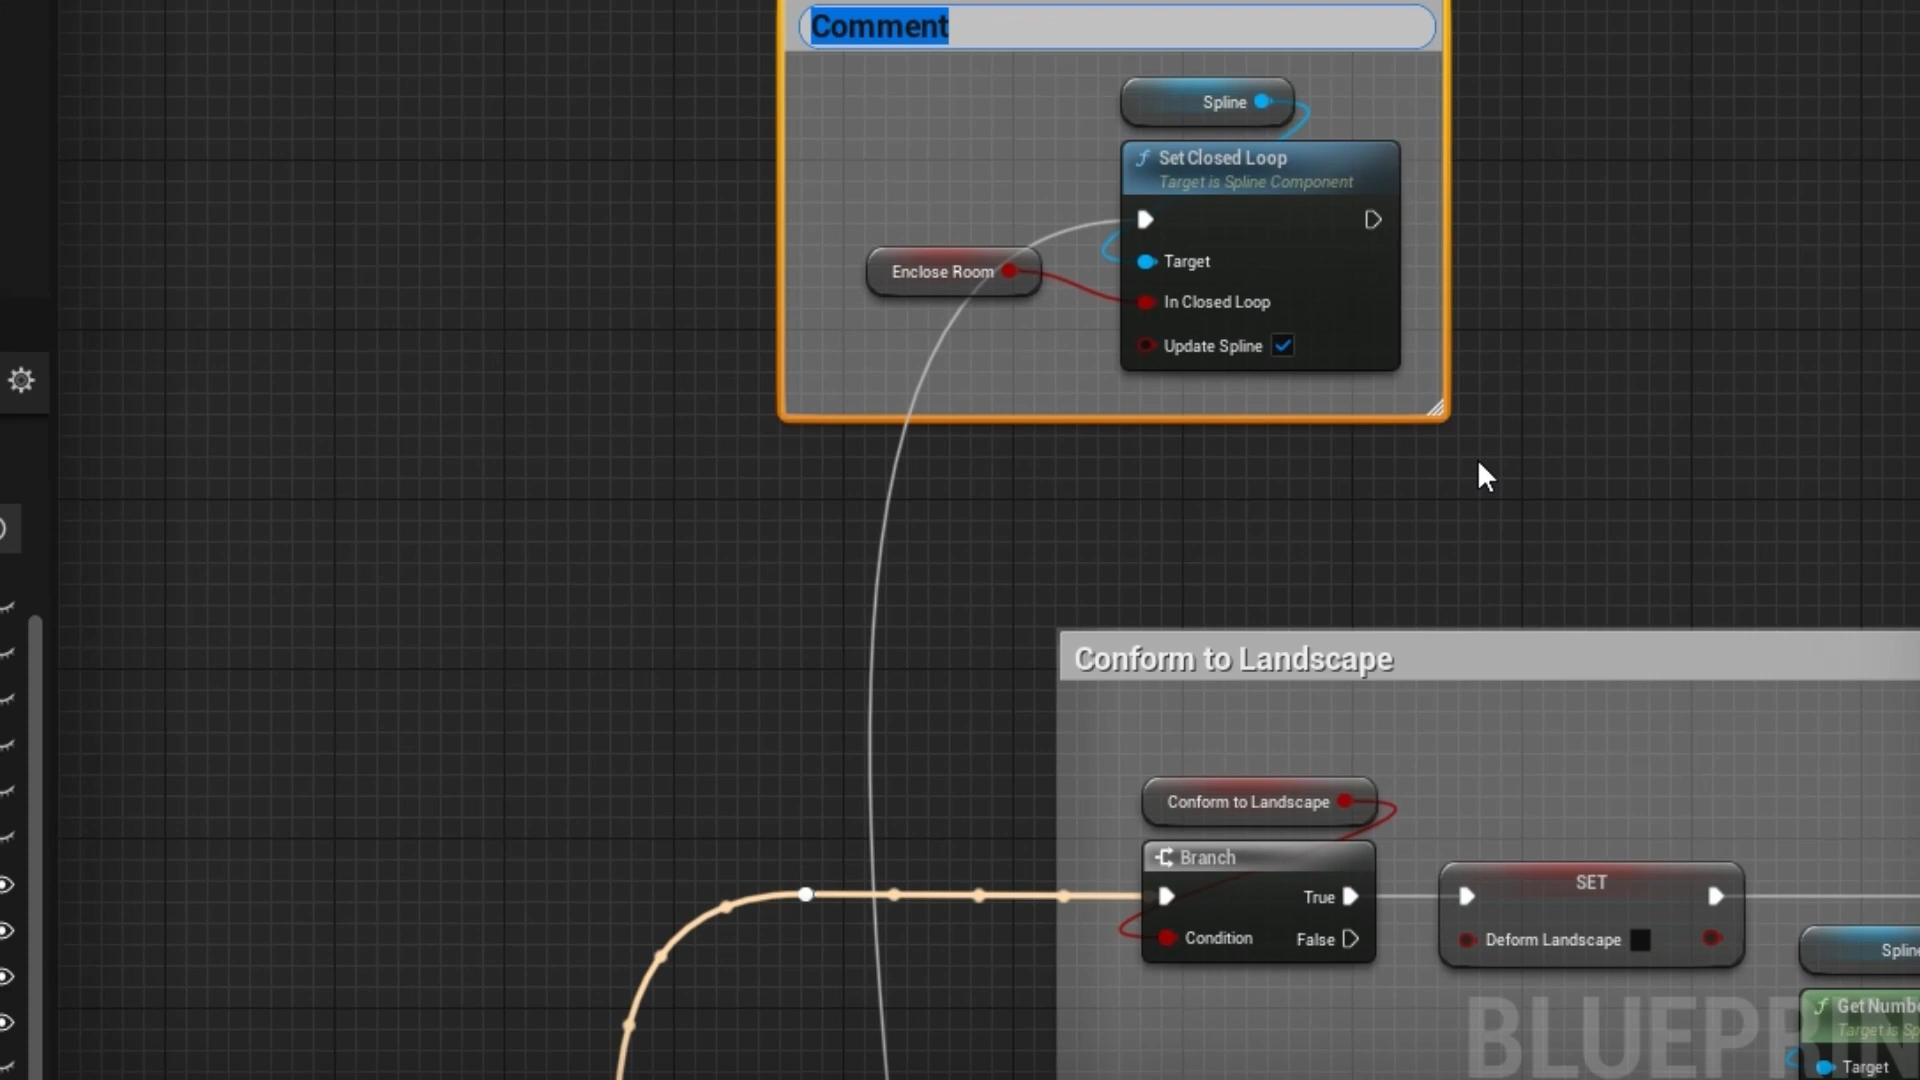 Comment
Spline
Set Closed Loop
Target is Spline Component
Enclose Room
Target
In Closed Loop
Update Spline
Conform to Landscape
Conform to Landscape
Branch
True
Condition
False
SET
Deform Landscape
Target